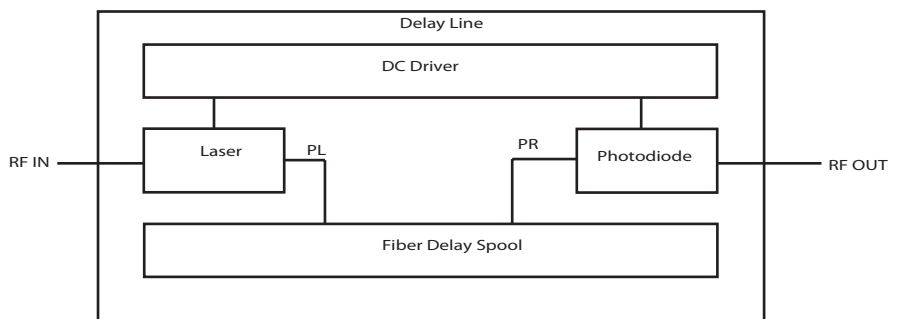 Delay Line
DC Driver
Laser
PL
PR
Photodiode
RF IN
RF OUT
Fiber Delay Spool